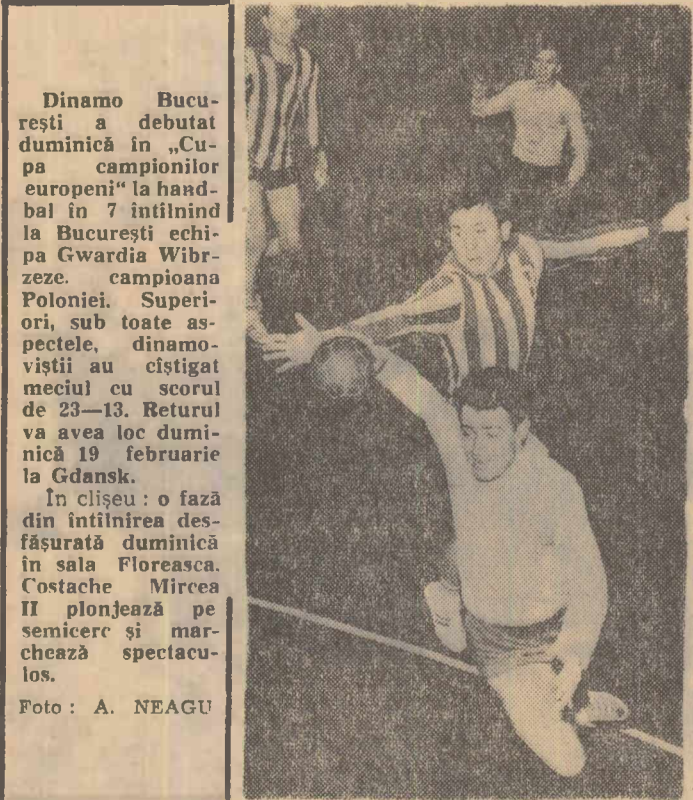 Dinamo Bucu-
rești a debutat
duminică în „Cu-
pa campionilor
europeni“ la hand-
bal în 7 intîlnind
la București echi-
pa Gwardia Wibr-
zeze. campioana
Poloniei. Superi-
ori, sub toate as-
pectele, dinamo-
viștii au cîștigat
meciul cu scorul
de 23—13. Returul
va avea loc dumi-
nică 19 februarie
la Gdansk.
În clișeu : o fază
din întîlnirea des-
fășurată duminică
în sala Floreasca.
Costache Mircea
II plonjează pe
semicerc și mar-
chează spectacu-
los.
Foto : A. NEAGU